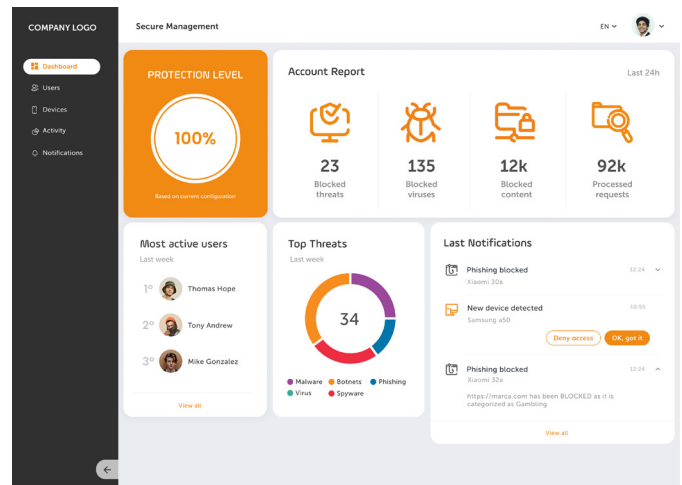 COMPANY LOGO
Secure Management
EN
Dashboard
Users
Devices
Activity
Notifications
PROTECTION LEVEL
100%
Based on current configuration
Account Report
Last 24h
23
Blocked
threats
135
Blocked
viruses
12k
Blocked
content
92k
Processed
requests
Most active users
Last week
1º
Thomas Hope
2º
Tony Andrew
3º
Mike Gonzalez
View all
Top Threats
Last week
34
Malware
Botnets
Phishing
Virus
Spyware
Last Notifications
Phishing blocked
12:24
Xiaomi 30a
New device detected
10:55
Samsung a50
Deny access
OK, got it
Phishing blocked
12:24
Xiaomi 32a
https://marca.com has been BLOCKED as it is
categorized as Gambling
View all